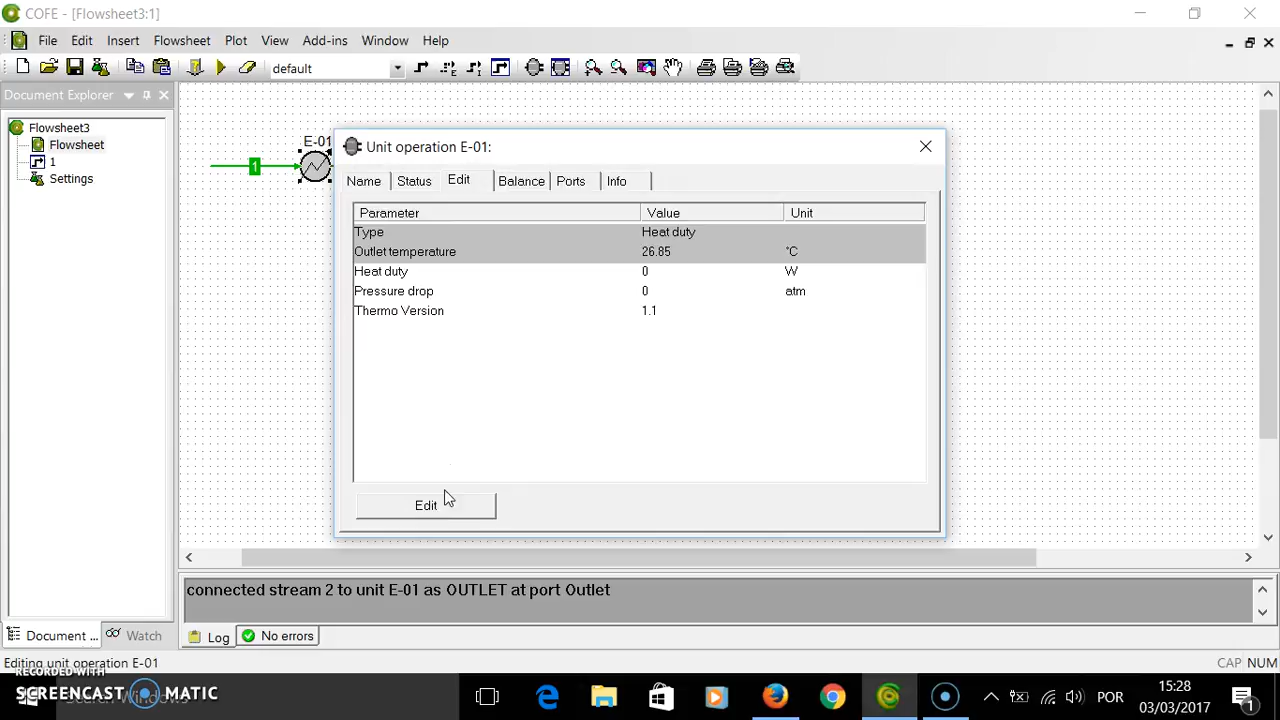 COFE - [Flowsheet3:1]
File Edit Insert Flowsheet Plot View Add-ins Window Help
default
Document Explorer
Flowsheet3
Flowsheet
1
Settings
1
E-01
Unit operation E-01:
Name Status Edit Balance Ports Info
Parameter Value Unit
Type Heat duty
Outlet temperature 26.85 °C
Heat duty 0 W
Pressure drop 0 atm
Thermo Version 1.1
Edit
connected stream 2 to unit E-01 as OUTLET at port Outlet
Document ... Watch
Log No errors
Editing unit operation E-01
CAP NUM
RECORDED WITH
SCREENCAST MATIC
Search Windows
POR
15:28
03/03/2017
1